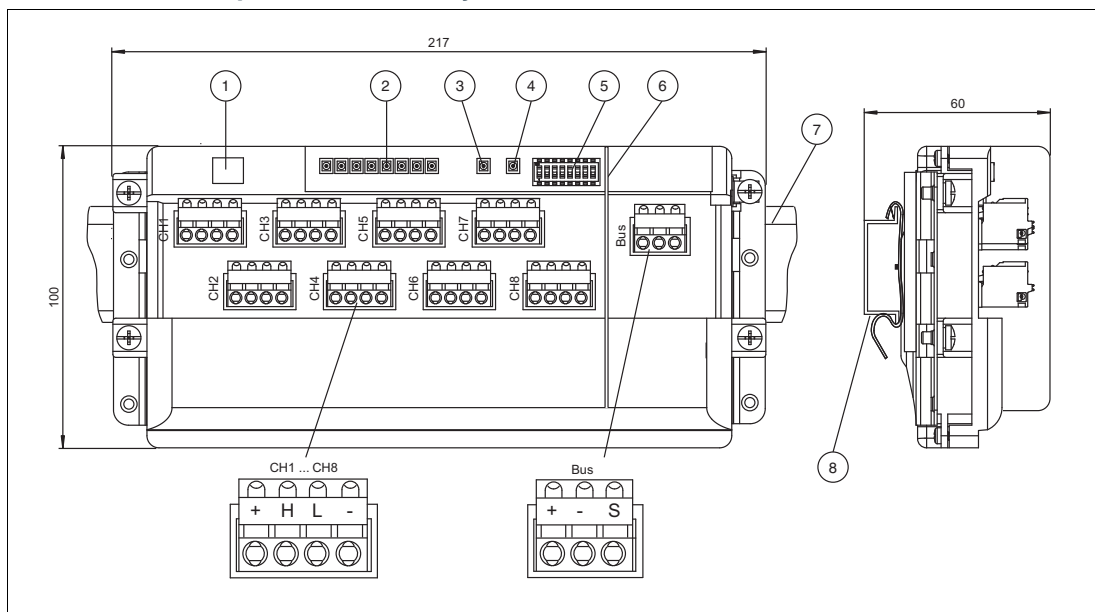 217
1
2
3
4
5
6
60
7
CH1
CH3
CH5
CH7
Bus
CH2
CH4
CH6
CH8
100
8
CH1 ... CH8
Bus
+ H L -
+ - S